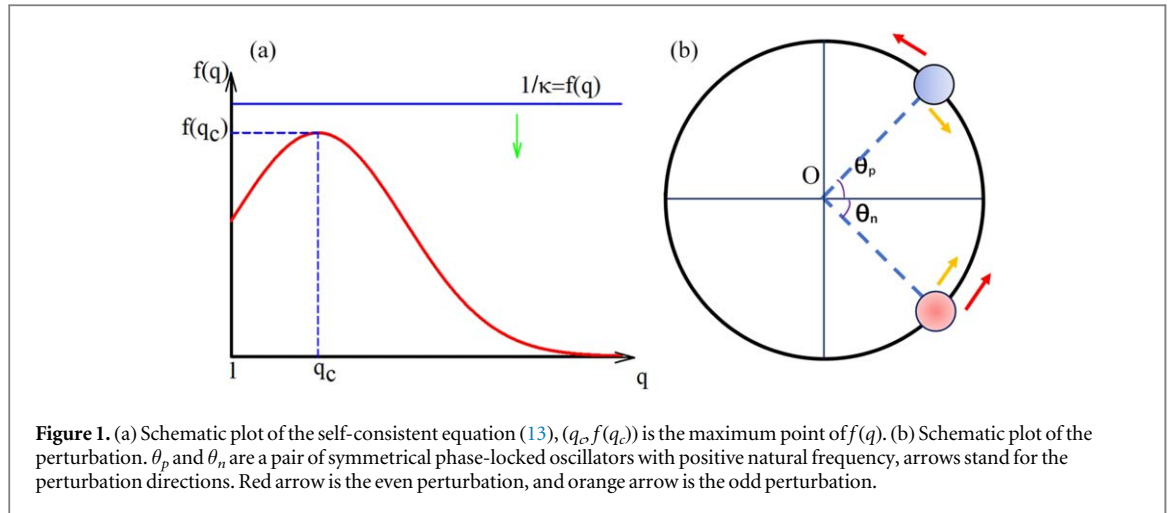 (a)
f(q)
1/κ=f(q)
f(q_c)
1
q_c
q
(b)
O
θ_p
θ_n
Figure 1. (a) Schematic plot of the self-consistent equation (13), (q_c, f(q_c)) is the maximum point of f(q). (b) Schematic plot of the
perturbation. θ_p and θ_n are a pair of symmetrical phase-locked oscillators with positive natural frequency, arrows stand for the
perturbation directions. Red arrow is the even perturbation, and orange arrow is the odd perturbation.